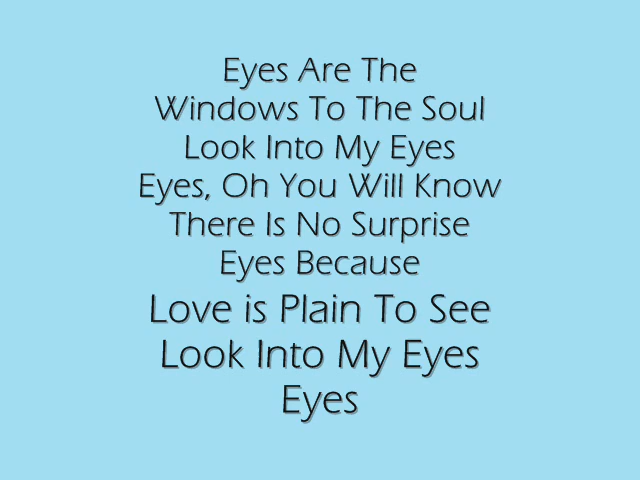 Eyes Are The
Windows To The Soul
Look Into My Eyes
Eyes, Oh You Will Know
There Is No Surprise
Eyes Because
Love is Plain To See
Look Into My Eyes
Eyes